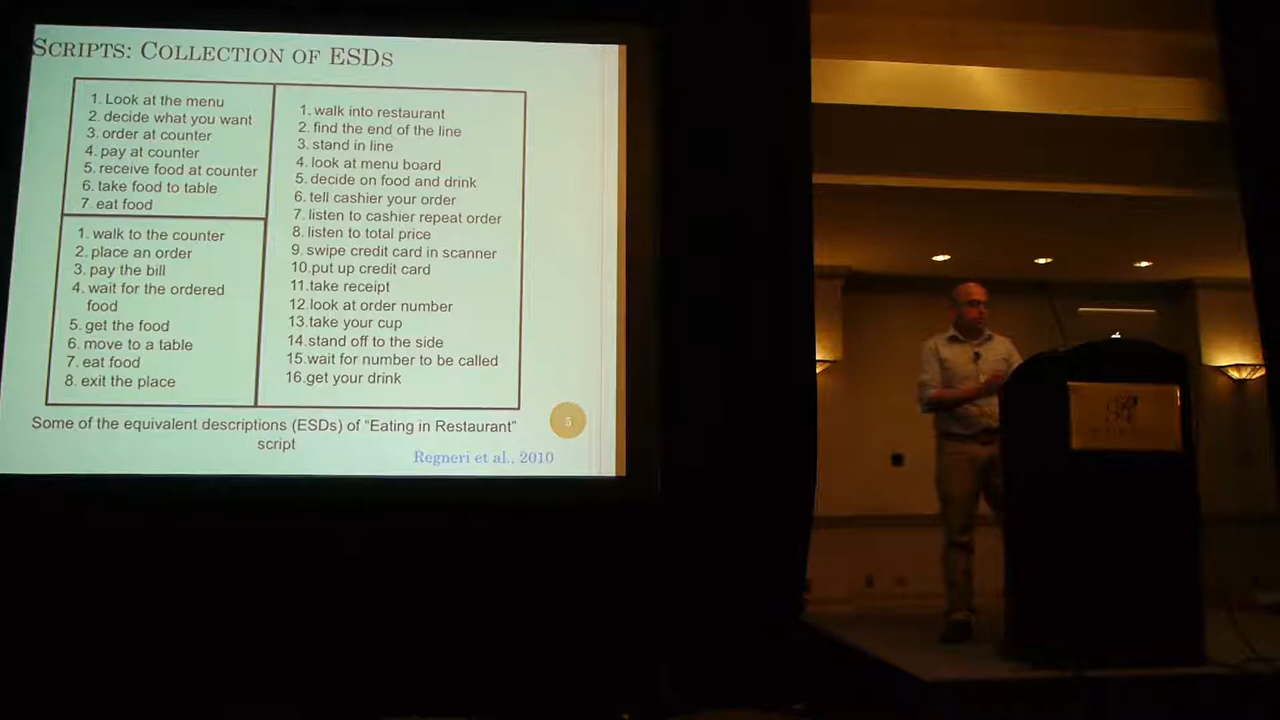 SCRIPTS: COLLECTION OF ESDS
1. Look at the menu
2. decide what you want
3. order at counter
4. pay at counter
5. receive food at counter
6. take food to table
7. eat food
1. walk to the counter
2. place an order
3. pay the bill
4. wait for the ordered
food
5. get the food
6. move to a table
7. eat food
8. exit the place
1. walk into restaurant
2. find the end of the line
3. stand in line
4. look at menu board
5. decide on food and drink
6. tell cashier your order
7. listen to cashier repeat order
8. listen to total price
9. swipe credit card in scanner
10.put up credit card
11.take receipt
12.look at order number
13.take your cup
14.stand off to the side
15.wait for number to be called
16.get your drink
Some of the equivalent descriptions (ESDs) of "Eating in Restaurant"
script
5
Regneri et al., 2010